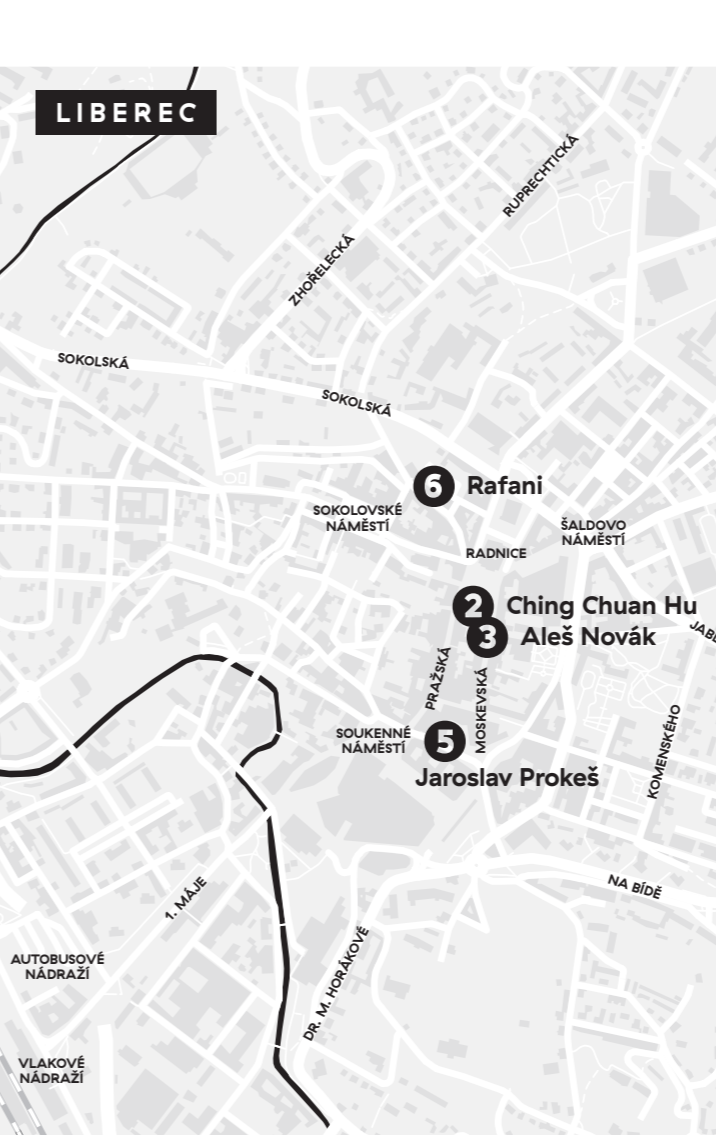 LIBEREC
RUPRECHTICKÁ
ZHOŘELECKÁ
SOKOLSKÁ
SOKOLSKÁ
6 Rafani
SOKOLOVSKÉ
NÁMĚSTÍ
ŠALDOVO
NÁMĚSTÍ
RADNICE
2 Ching Chuan Hu
3 Aleš Novák
PRAŽSKÁ
MOSKEVSKÁ
KOMENSKÉHO
SOUKENNÉ
NÁMĚSTÍ
5
Jaroslav Prokeš
NA BÍDĚ
1. MÁJE
DR. M. HORÁKOVÉ
AUTOBUSOVÉ
NÁDRAŽÍ
VLAKOVÉ
NÁDRAŽÍ